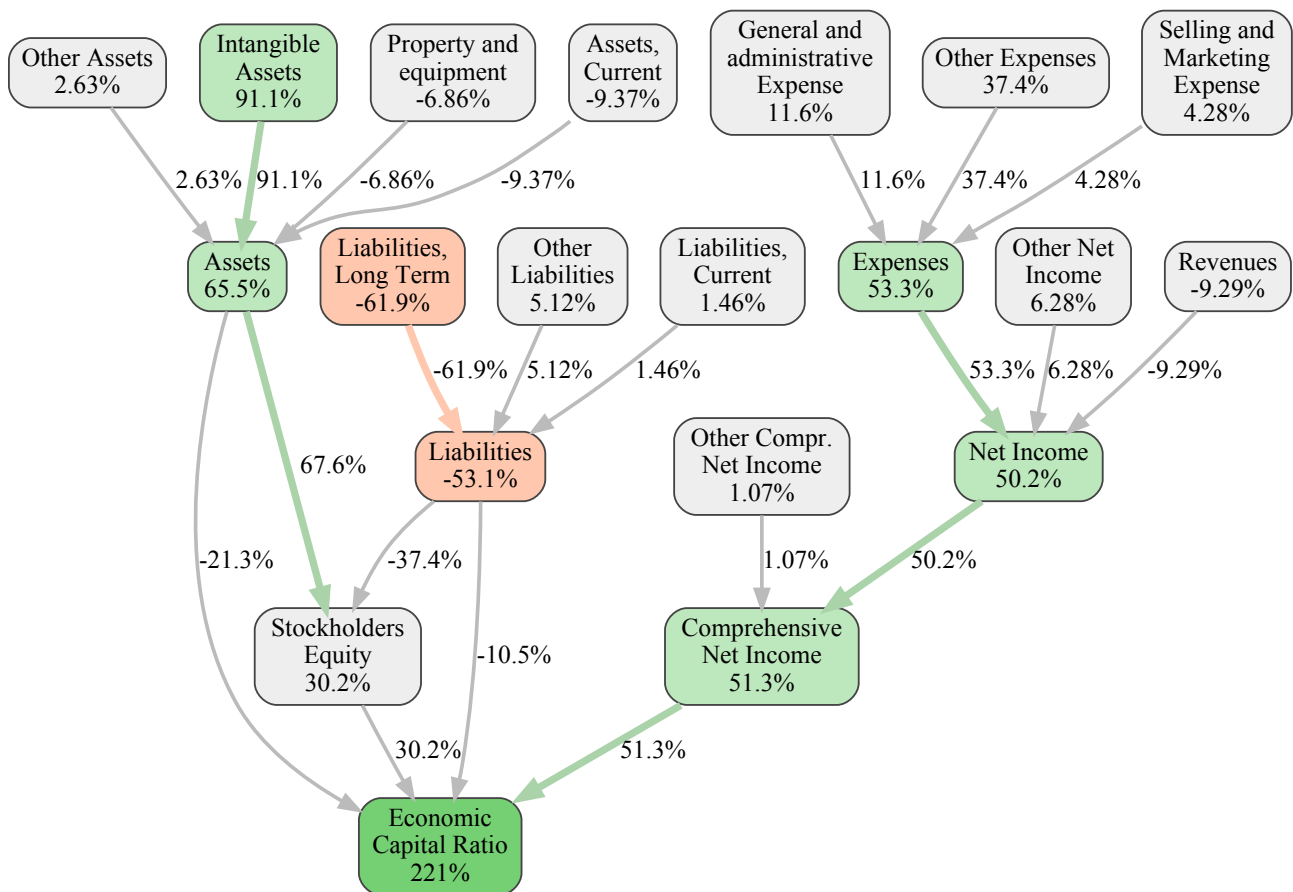 Other Assets
2.63%
Intangible
Assets
91.1%
Property and
equipment
-6.86%
Assets,
Current
-9.37%
General and
administrative
Expense
11.6%
Other Expenses
37.4%
Selling and
Marketing
Expense
4.28%
2.63%
91.1%
-6.86%
-9.37%
11.6%
37.4%
4.28%
Assets
65.5%
Liabilities,
Long Term
-61.9%
Other
Liabilities
5.12%
Liabilities,
Current
1.46%
Expenses
53.3%
Other Net
Income
6.28%
Revenues
-9.29%
-61.9%
5.12%
1.46%
53.3%
6.28%
-9.29%
67.6%
Liabilities
-53.1%
Other Compr.
Net Income
1.07%
Net Income
50.2%
-21.3%
-37.4%
1.07%
50.2%
Stockholders
Equity
30.2%
-10.5%
Comprehensive
Net Income
51.3%
30.2%
51.3%
Economic
Capital Ratio
221%